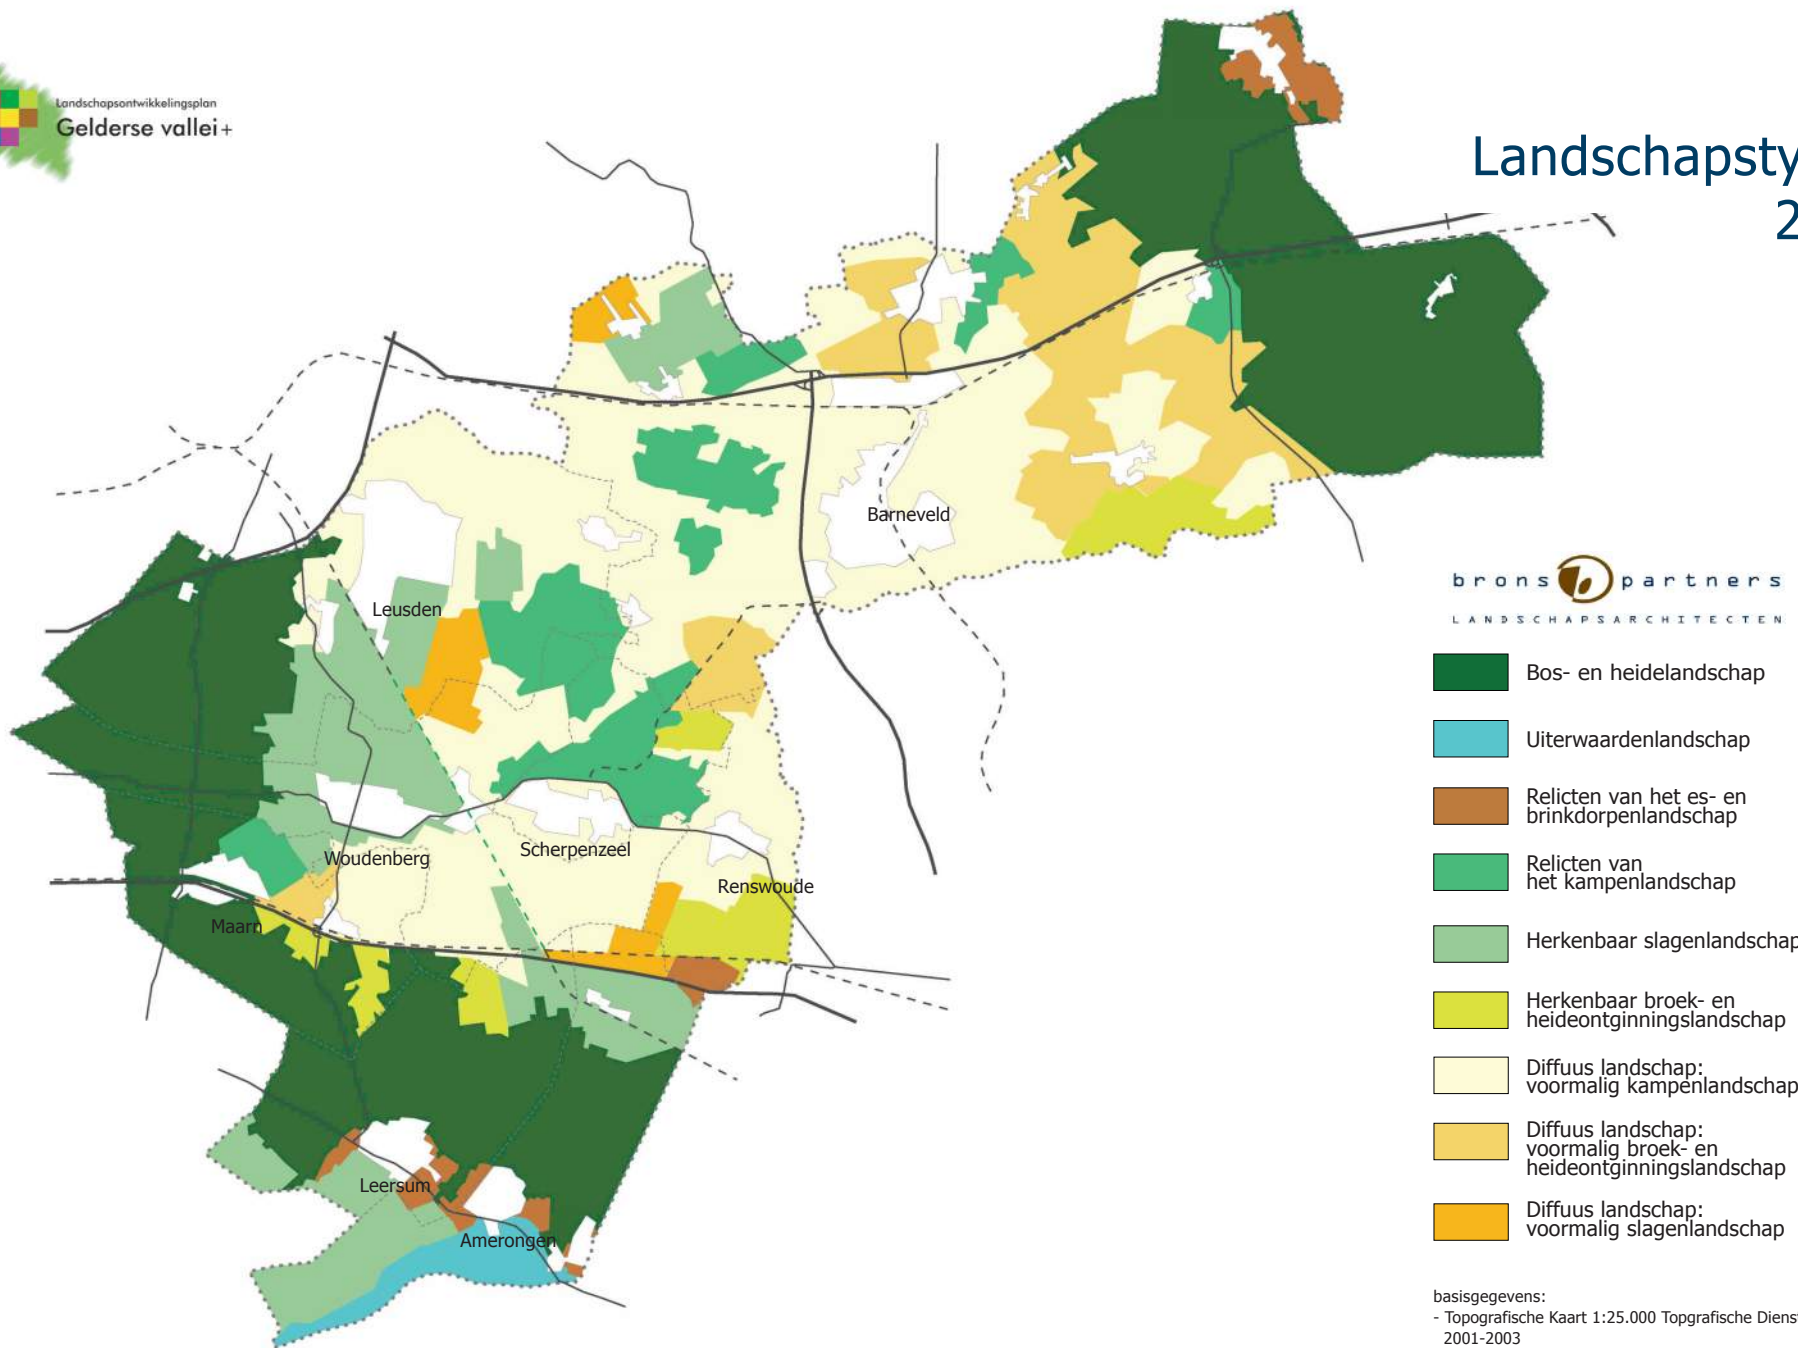 Landschapsontwikkelingsplan
Gelderse vallei+
Landschapsty
2
Barneveld
Leusden
Woudenberg
Scherpenzeel
Renswoude
Maarn
Leersum
Amerongen
brons partners
LANDSCHAPSARCHITECTEN
Bos- en heidelandschap
Uiterwaardenlandschap
Relicten van het es- en
brinkdorpenlandschap
Relicten van
het kampenlandschap
Herkenbaar slagenlandschap
Herkenbaar broek- en
heideontginningslandschap
Diffuus landschap:
voormalig kampenlandschap
Diffuus landschap:
voormalig broek- en
heideontginningslandschap
Diffuus landschap:
voormalig slagenlandschap
basisgegevens:
- Topografische Kaart 1:25.000 Topgrafische Dienst
2001-2003